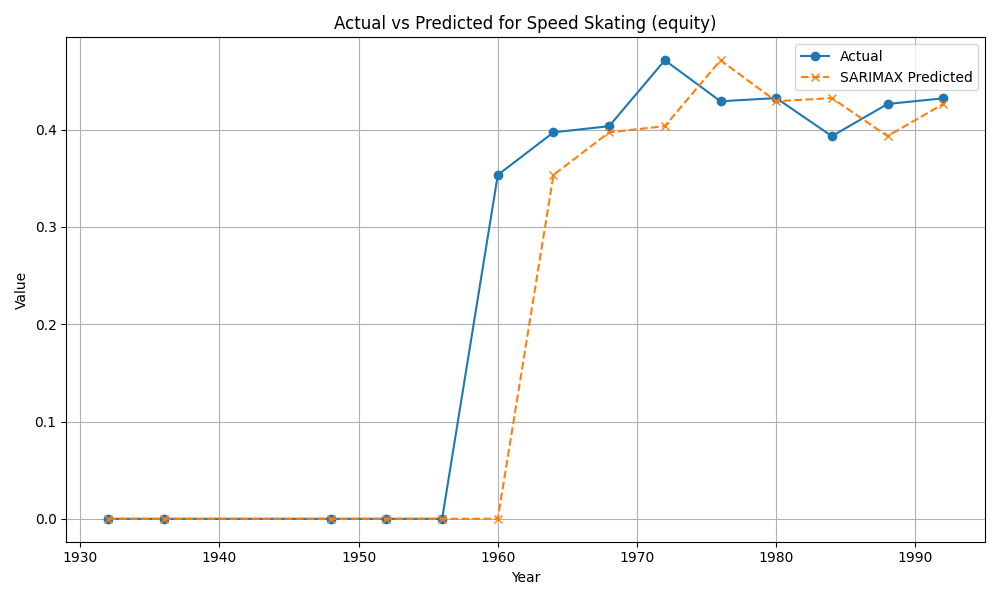 Actual vs Predicted for Speed Skating (equity)
Actual
SARIMAX Predicted
Value
0.4
0.3
0.2
0.1
0.0
1930 1940 1950 1960 1970 1980 1990
Year